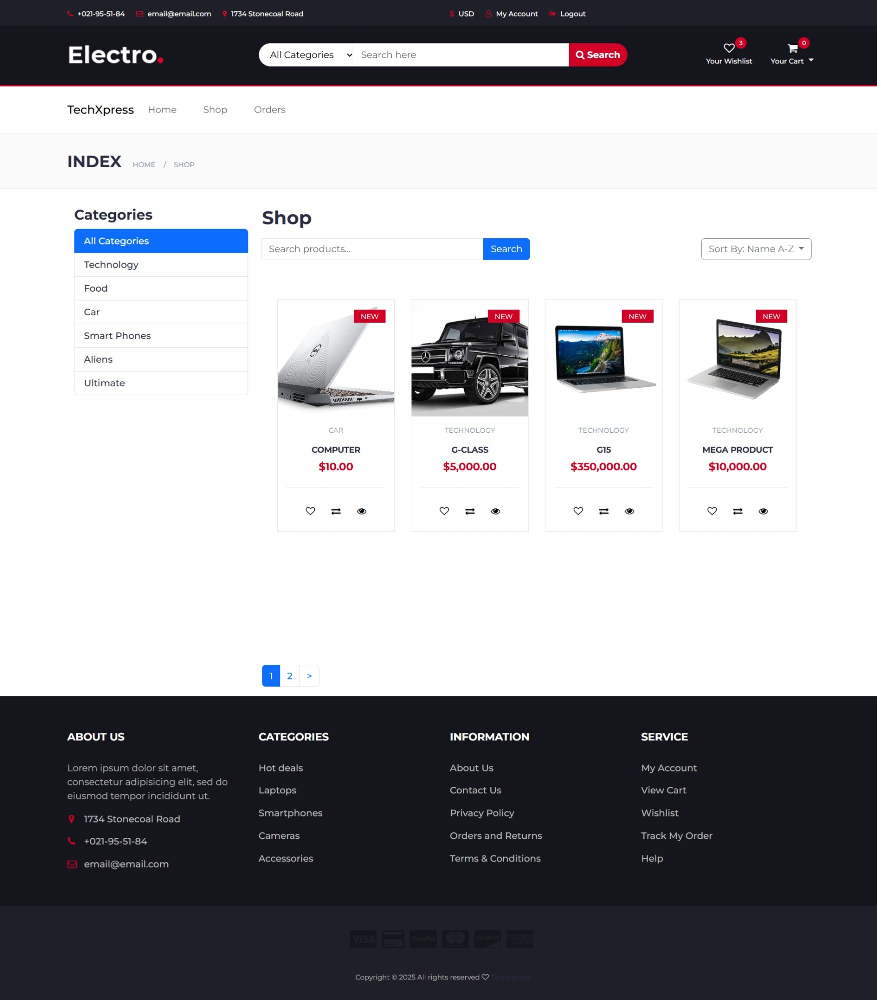 +021-95-51-84 email@email.com 1734 Stonecoal Road $ USD My Account Logout
Electro.
All Categories Search here Search
3
Your Wishlist
0
Your Cart
TechXpress Home Shop Orders
INDEX HOME / SHOP
Categories
All Categories
Technology
Food
Car
Smart Phones
Aliens
Ultimate
Shop
Search products... Search Sort By: Name A-Z
NEW NEW NEW NEW
CAR TECHNOLOGY TECHNOLOGY TECHNOLOGY
COMPUTER G-CLASS G15 MEGA PRODUCT
$10.00 $5,000.00 $350,000.00 $10,000.00
1 2 >
ABOUT US
Lorem ipsum dolor sit amet,
consectetur adipisicing elit, sed do
eiusmod tempor incididunt ut.
1734 Stonecoal Road
+021-95-51-84
email@email.com
CATEGORIES
Hot deals
Laptops
Smartphones
Cameras
Accessories
INFORMATION
About Us
Contact Us
Privacy Policy
Orders and Returns
Terms & Conditions
SERVICE
My Account
View Cart
Wishlist
Track My Order
Help
VISA PayPal DISCOVER AMERICAN EXPRESS
Copyright © 2025 All rights reserved TechXpress